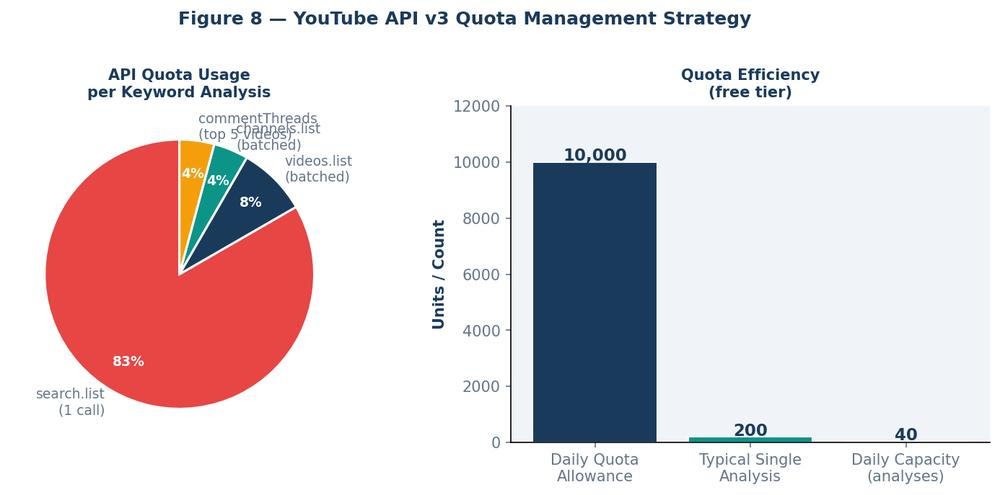 Figure 8 — YouTube API v3 Quota Management Strategy
API Quota Usage
per Keyword Analysis
commentThreads
(top 5 videos)
channels.list
(batched)
videos.list
(batched)
4%
4%
8%
83%
search.list
(1 call)
Quota Efficiency
(free tier)
Units / Count
12000
10000
8000
6000
4000
2000
0
10,000
200
40
Daily Quota
Allowance
Typical Single
Analysis
Daily Capacity
(analyses)